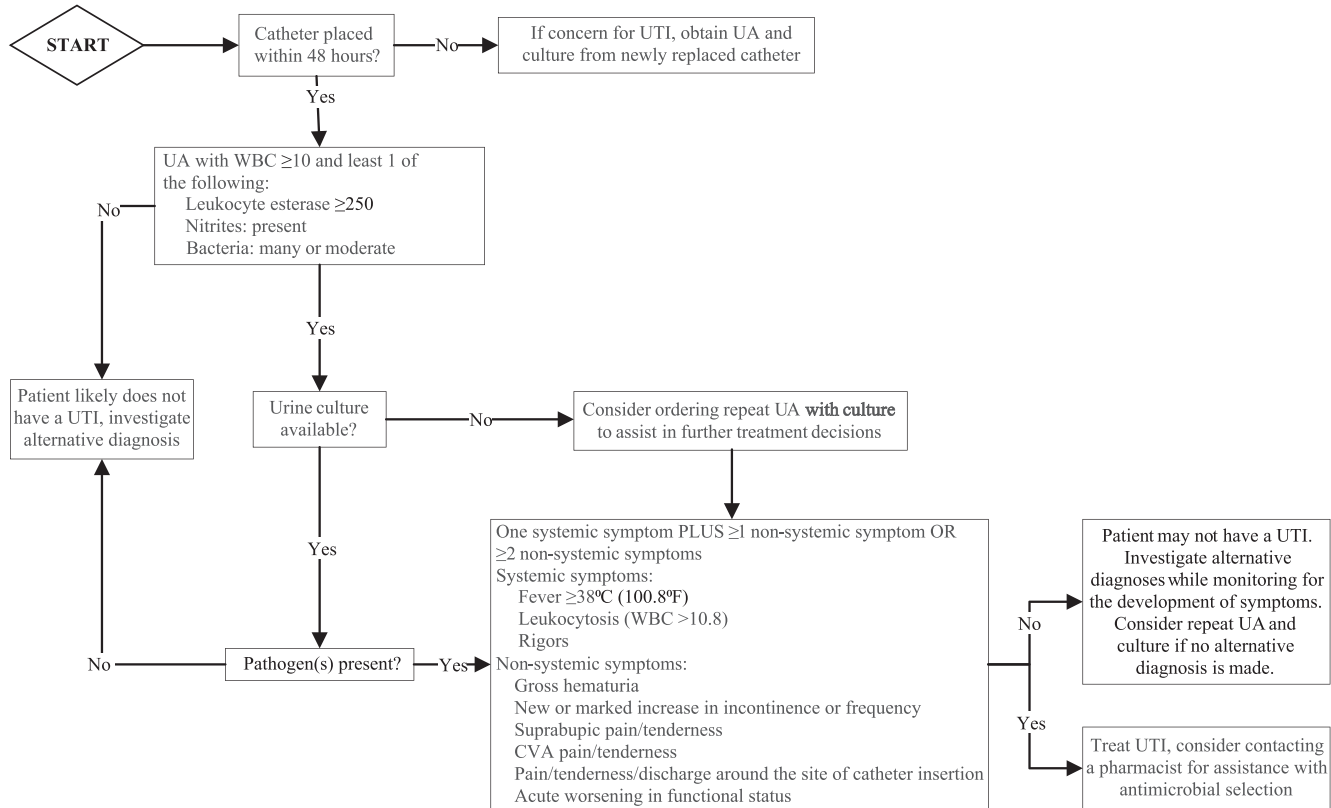 START
Catheter placed
within 48 hours?
No
If concern for UTI, obtain UA and
culture from newly replaced catheter
Yes
UA with WBC ≥10 and least 1 of
the following:
Leukocyte esterase ≥250
Nitrites: present
Bacteria: many or moderate
No
Yes
Patient likely does not
have a UTI, investigate
alternative diagnosis
Urine culture
available?
No
Consider ordering repeat UA with culture
to assist in further treatment decisions
Yes
Pathogen(s) present?
No
Yes
One systemic symptom PLUS ≥1 non-systemic symptom OR
≥2 non-systemic symptoms
Systemic symptoms:
Fever ≥38ºC (100.8ºF)
Leukocytosis (WBC >10.8)
Rigors
Non-systemic symptoms:
Gross hematuria
New or marked increase in incontinence or frequency
Suprabupic pain/tenderness
CVA pain/tenderness
Pain/tenderness/discharge around the site of catheter insertion
Acute worsening in functional status
No
Patient may not have a UTI.
Investigate alternative
diagnoses while monitoring for
the development of symptoms.
Consider repeat UA and
culture if no alternative
diagnosis is made.
Yes
Treat UTI, consider contacting
a pharmacist for assistance with
antimicrobial selection